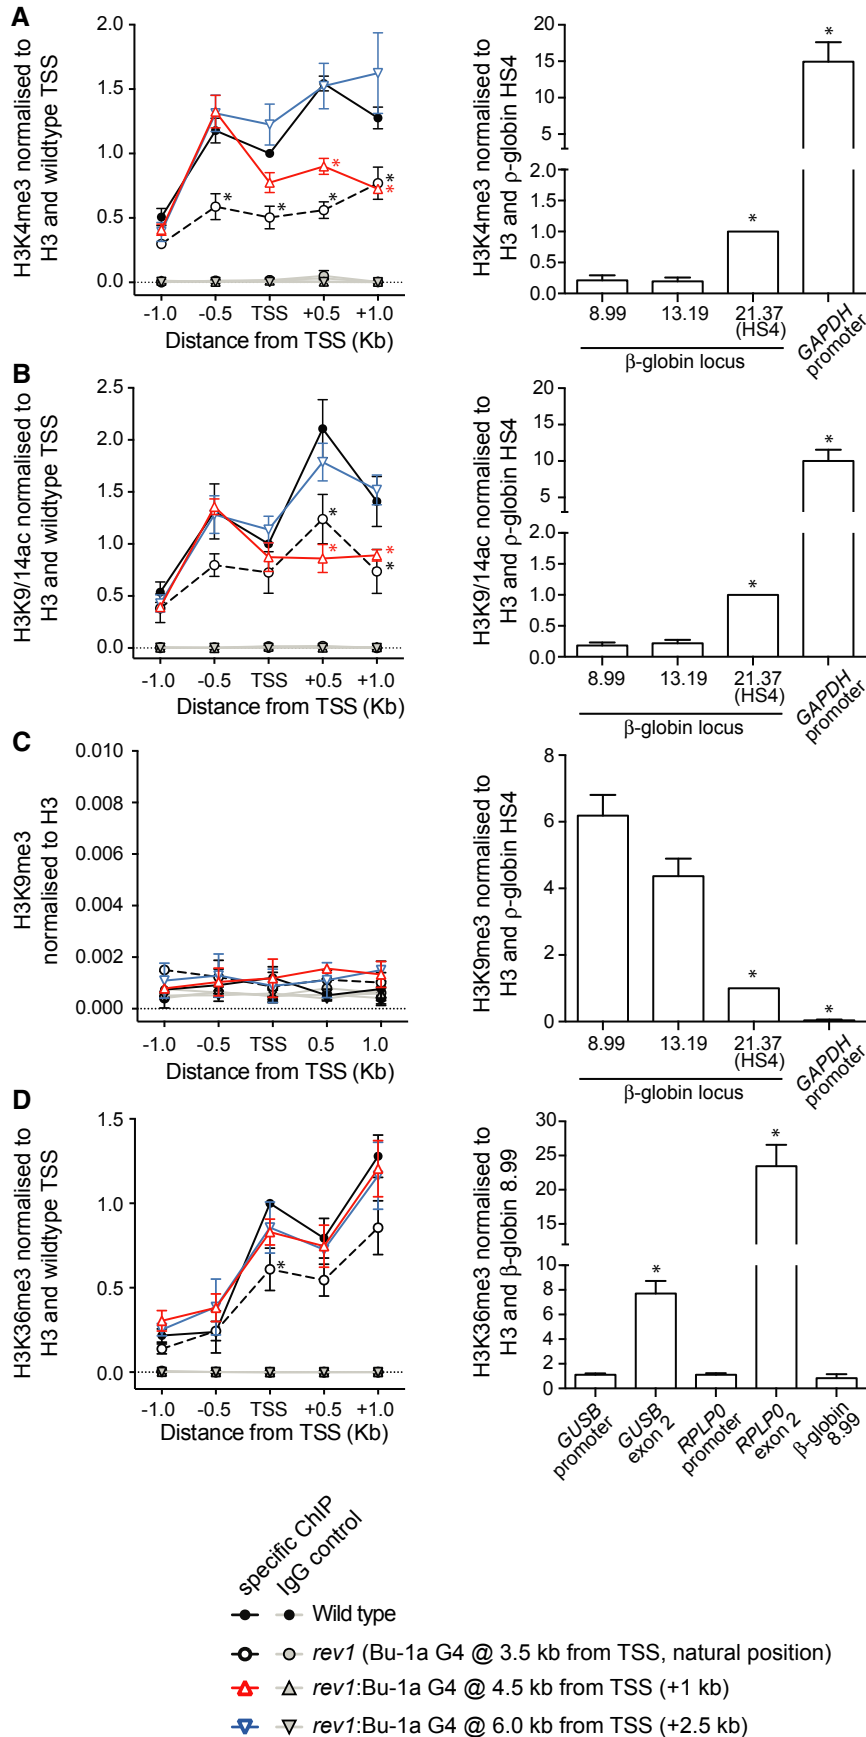 A
H3K4me3 normalised to
H3 and wildtype TSS
2.0
1.5
1.0
0.5
0.0
*
*
*
*
*
*
-1.0
-0.5
TSS
+0.5
+1.0
Distance from TSS (Kb)
H3K4me3 normalised to
H3 and ρ-globin HS4
20
15
10
5
2.0
1.5
1.0
0.5
0.0
*
*
8.99
13.19
21.37
(HS4)
GAPDH
promoter
β-globin locus
B
H3K9/14ac normalised to
H3 and wildtype TSS
2.5
2.0
1.5
1.0
0.5
0.0
*
*
*
*
-1.0
-0.5
TSS
+0.5
+1.0
Distance from TSS (Kb)
H3K9/14ac normalised to
H3 and ρ-globin HS4
20
15
10
5
2.0
1.5
1.0
0.5
0.0
*
*
8.99
13.19
21.37
(HS4)
GAPDH
promoter
β-globin locus
C
H3K9me3
normalised to H3
0.010
0.008
0.006
0.004
0.002
0.000
-1.0
-0.5
TSS
0.5
1.0
Distance from TSS (Kb)
H3K9me3 normalised to
H3 and ρ-globin HS4
8
6
4
2
0
*
*
8.99
13.19
21.37
(HS4)
GAPDH
promoter
β-globin locus
D
H3K36me3 normalised to
H3 and wildtype TSS
1.5
1.0
0.5
0.0
*
-1.0
-0.5
TSS
+0.5
+1.0
Distance from TSS (Kb)
H3K36me3 normalised to
H3 and β-globin 8.99
30
25
20
15
10
8
6
4
2
0
*
*
GUSB
promoter
GUSB
exon 2
RPLP0
promoter
RPLP0
exon 2
β-globin
8.99
specific ChIP
IgG control
Wild type
rev1 (Bu-1a G4 @ 3.5 kb from TSS, natural position)
rev1:Bu-1a G4 @ 4.5 kb from TSS (+1 kb)
rev1:Bu-1a G4 @ 6.0 kb from TSS (+2.5 kb)